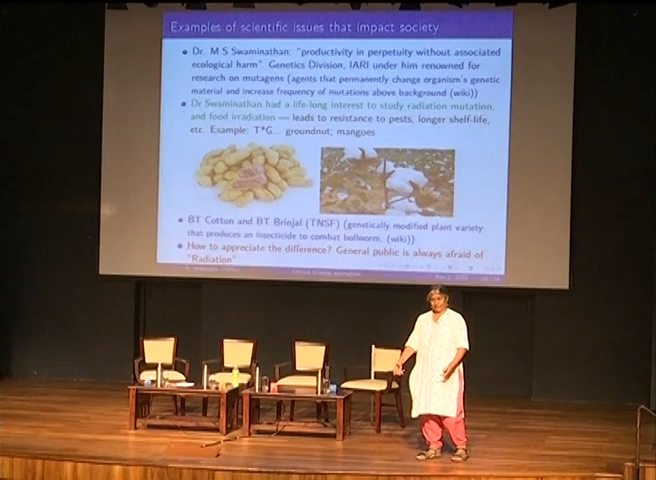 Examples of scientific issues that impact society
Dr. M S Swaminathan: "productivity in perpetuity without associated
ecological harm". Genetics Division, IARI under him renowned for
research on mutagens (agents that permanently change organism's genetic
material and increase frequency of mutations above background (wiki))
Dr Swaminathan had a life-long interest to study radiation mutation,
and food irradiation — leads to resistance to pests, longer shelf-life,
etc. Example: T*G... groundnut; mangoes
BT Cotton and BT Brinjal (TNSF) (genetically modified plant variety
that produces an insecticide to combat bollworm. (wiki))
How to appreciate the difference? General public is always afraid of
"Radiation"